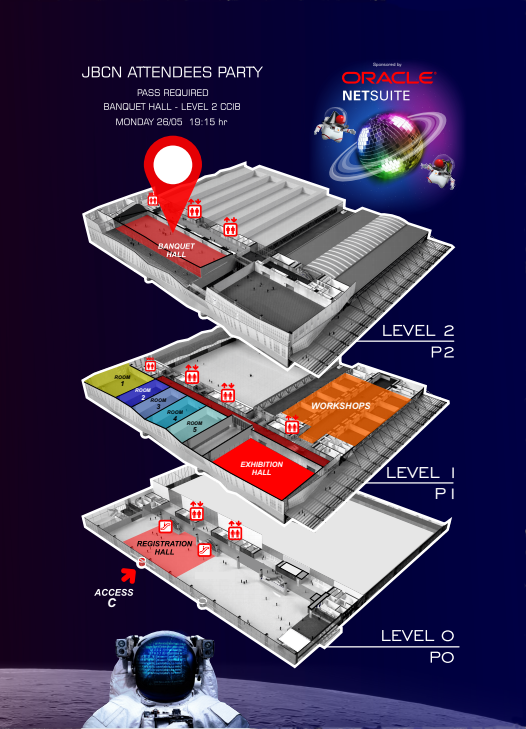 JBCN ATTENDEES PARTY
PASS REQUIRED
BANQUET HALL - LEVEL 2 CCIB
MONDAY 26/05 19:15 hr
Sponsored by
ORACLE
NETSUITE
BANQUET
HALL
LEVEL 2
P2
ROOM
1
ROOM
2
ROOM
3
ROOM
4
ROOM
5
WORKSHOPS
EXHIBITION
HALL
LEVEL 1
P1
REGISTRATION
HALL
ACCESS
C
LEVEL 0
P0